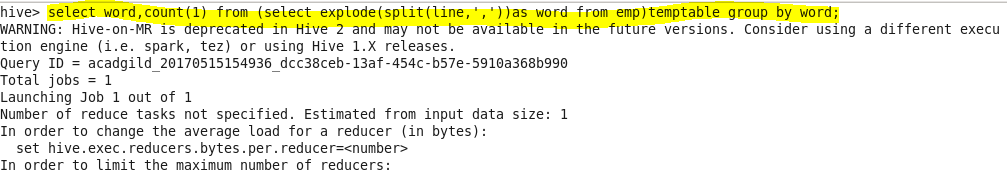 hive> select word,count(1) from (select explode(split(line,','))as word from emp)temptable group by word;
WARNING: Hive-on-MR is deprecated in Hive 2 and may not be available in the future versions. Consider using a different execu
tion engine (i.e. spark, tez) or using Hive 1.X releases.
Query ID = acadgild_20170515154936_dcc38ceb-13af-454c-b57e-5910a368b990
Total jobs = 1
Launching Job 1 out of 1
Number of reduce tasks not specified. Estimated from input data size: 1
In order to change the average load for a reducer (in bytes):
  set hive.exec.reducers.bytes.per.reducer=<number>
In order to limit the maximum number of reducers: